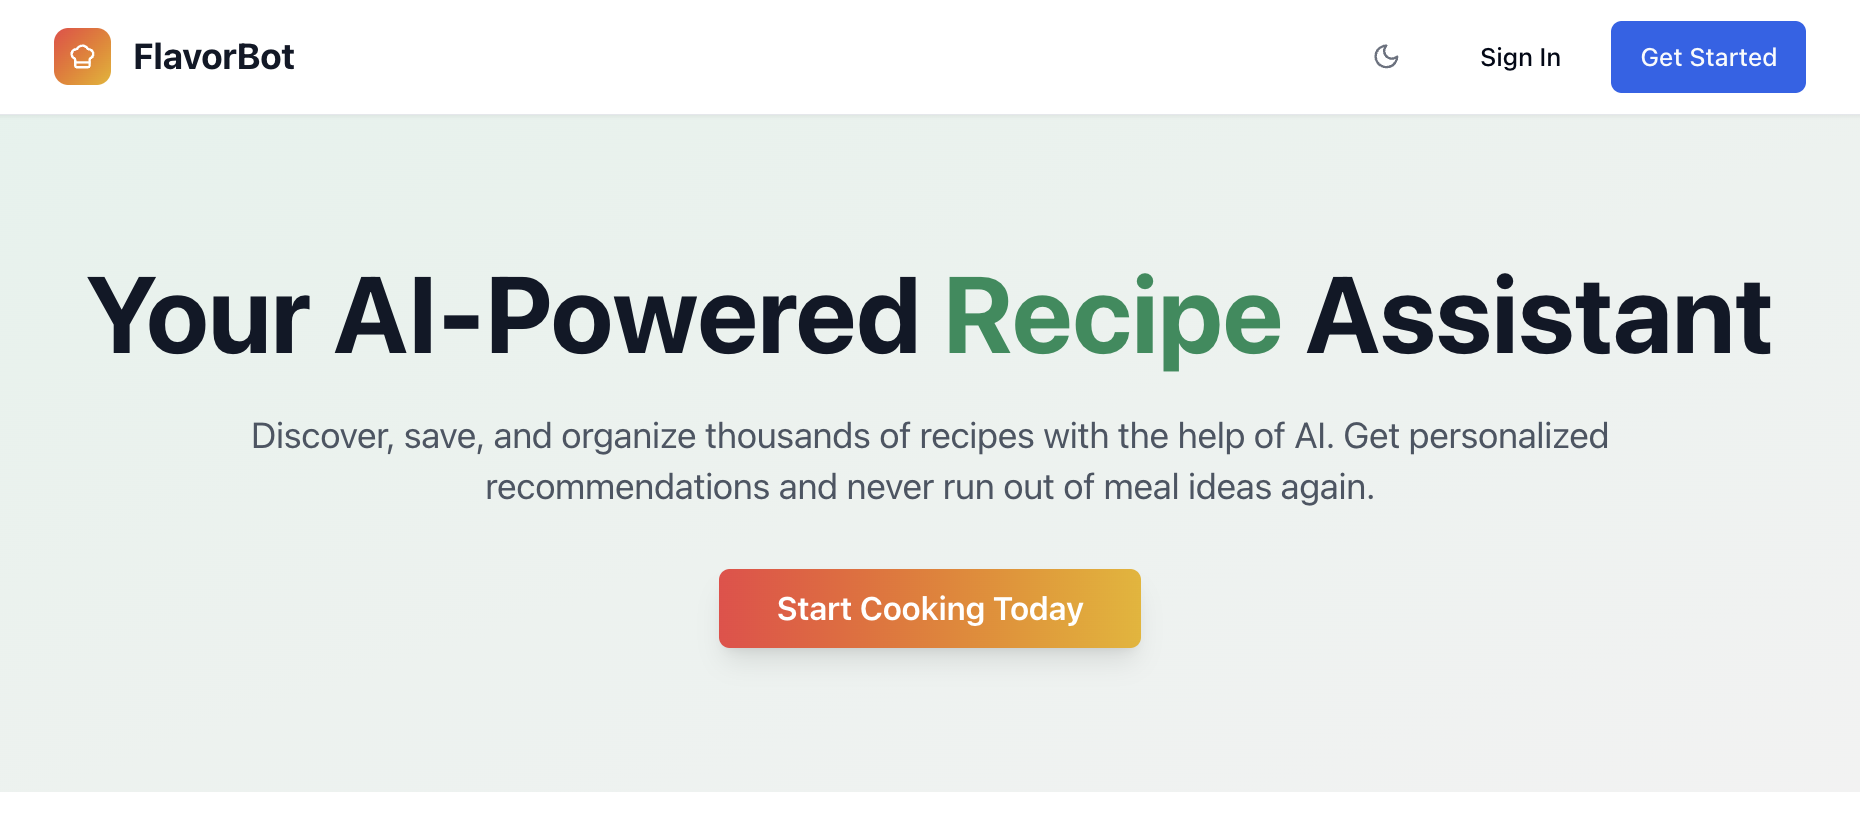 FlavorBot
Sign In
Get Started
Your AI-Powered Recipe Assistant
Discover, save, and organize thousands of recipes with the help of AI. Get personalized
recommendations and never run out of meal ideas again.
Start Cooking Today